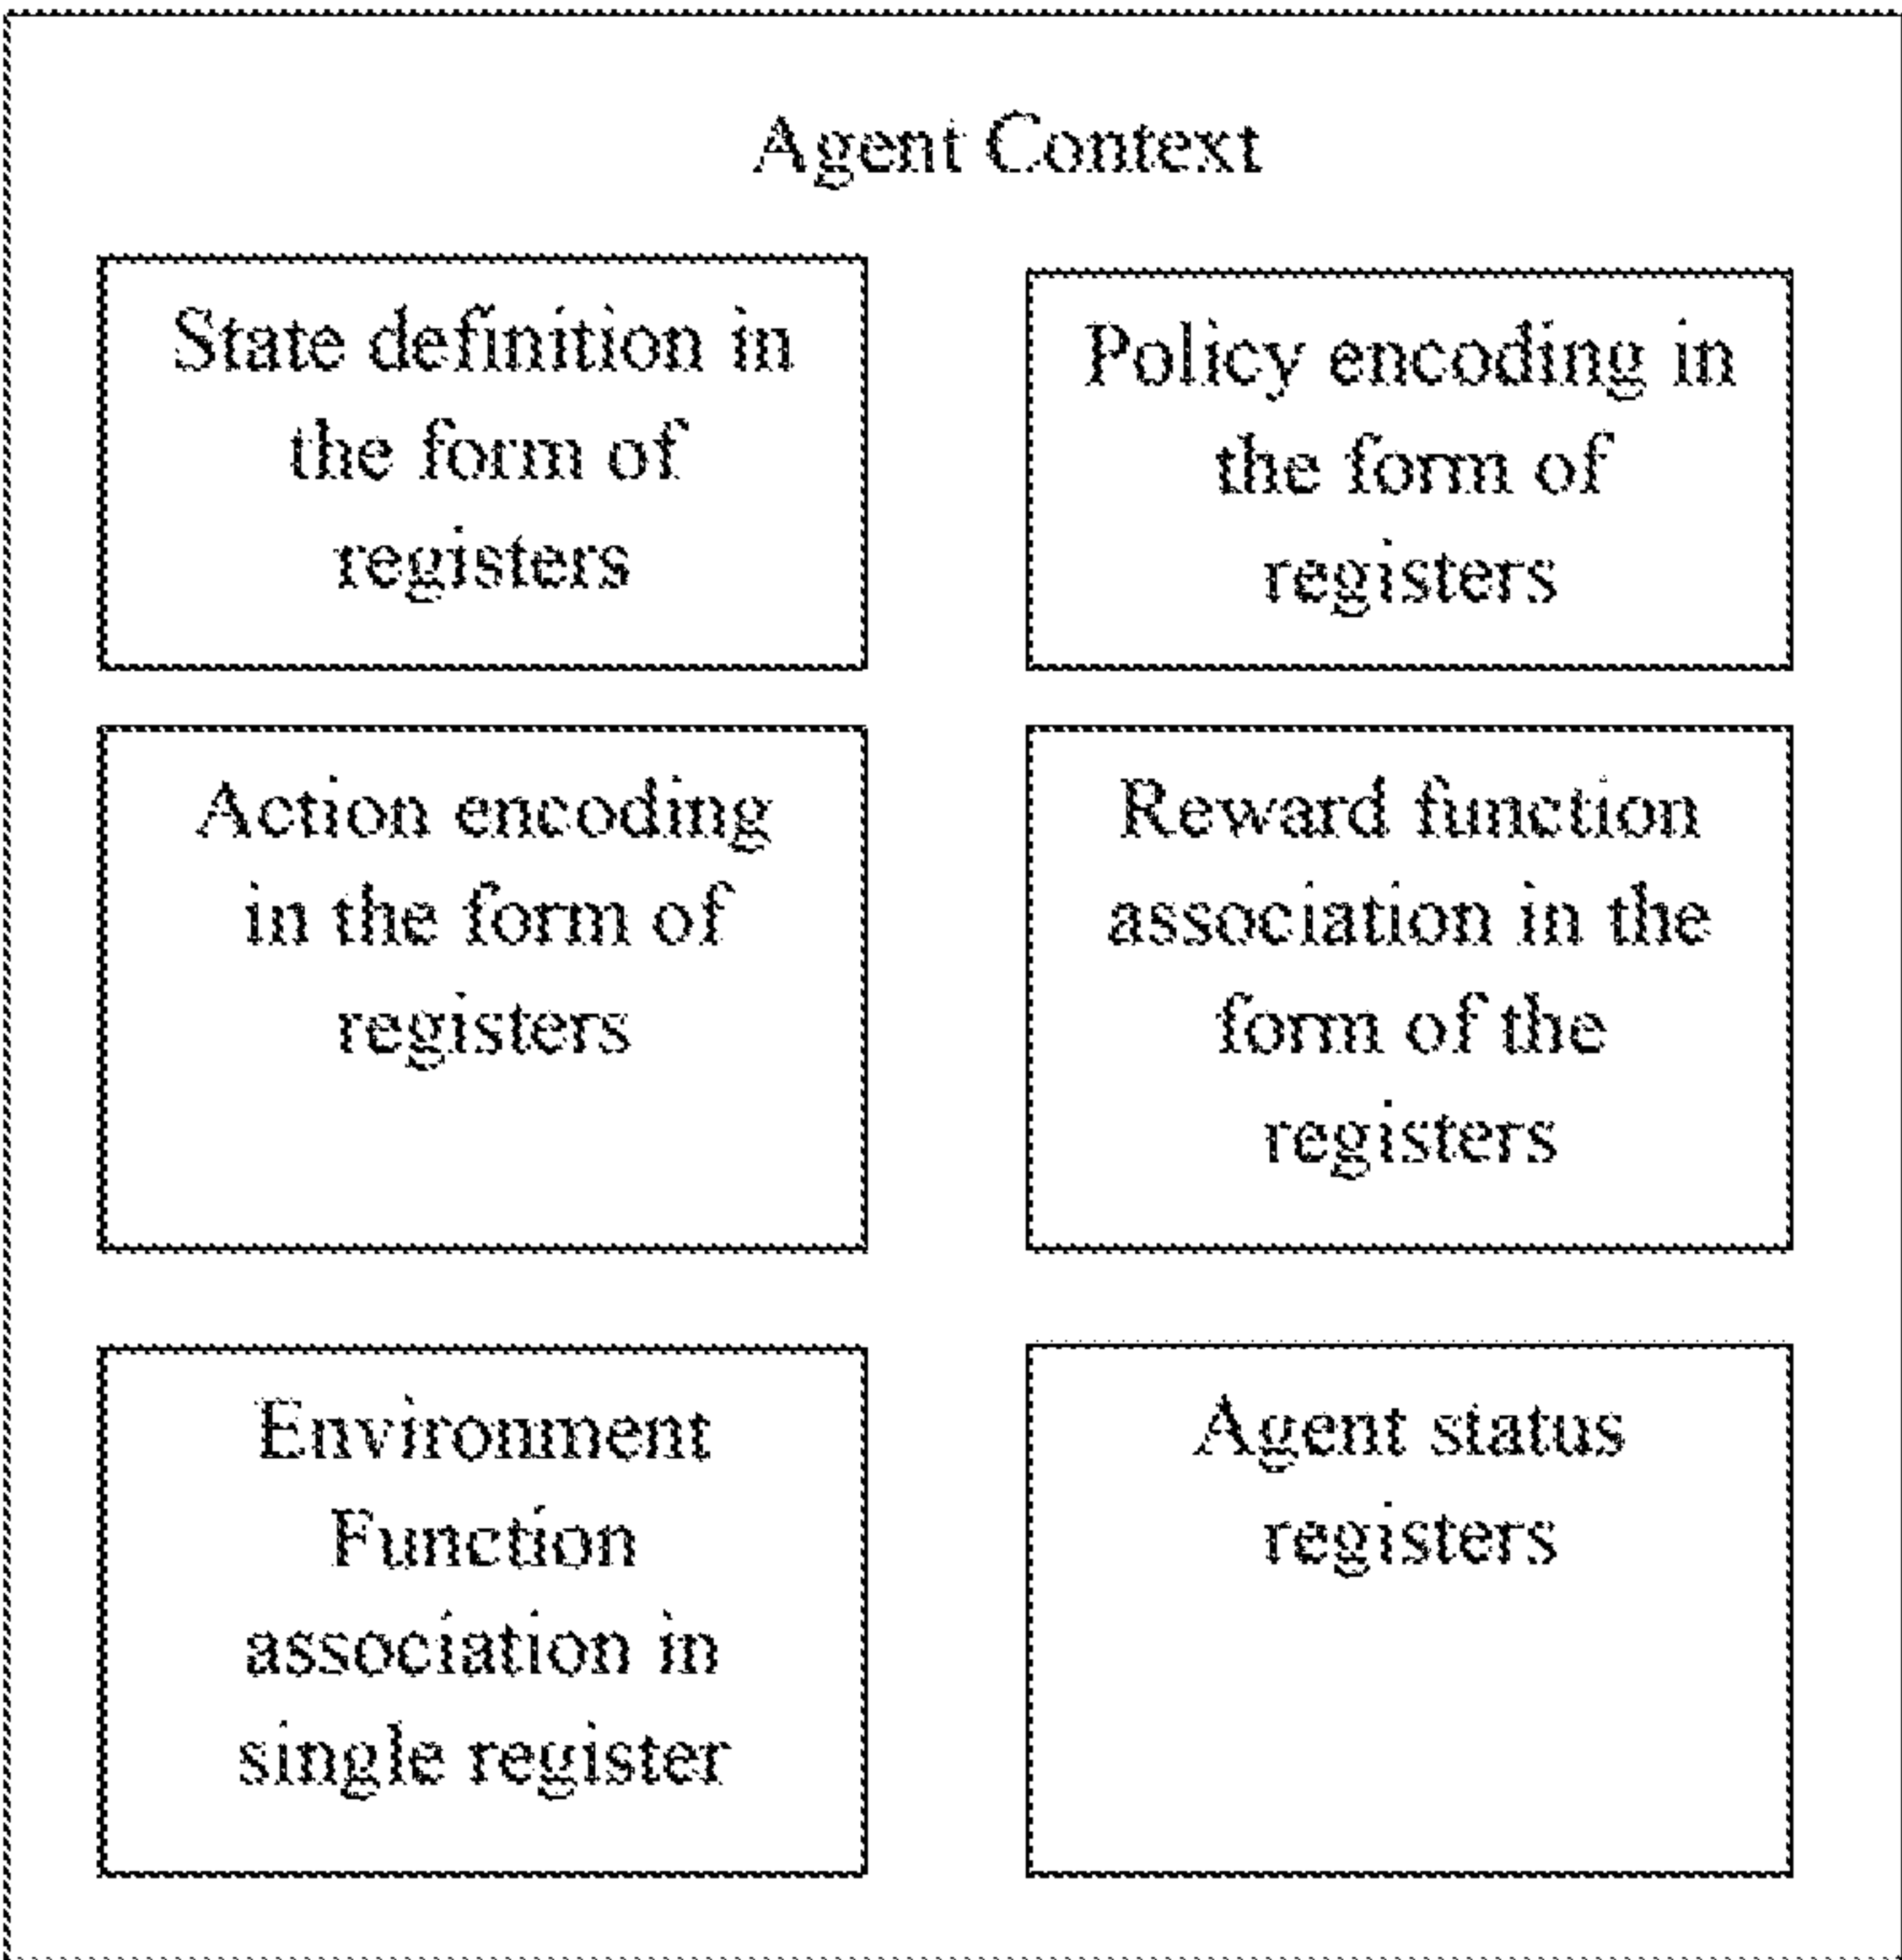 Agent Context
State definition in
the form of
registers
Policy encoding in
the form of
registers
Action encoding
in the form of
registers
Reward function
association in the
form of the
registers
Environment
Function
association in
single register
Agent status
registers